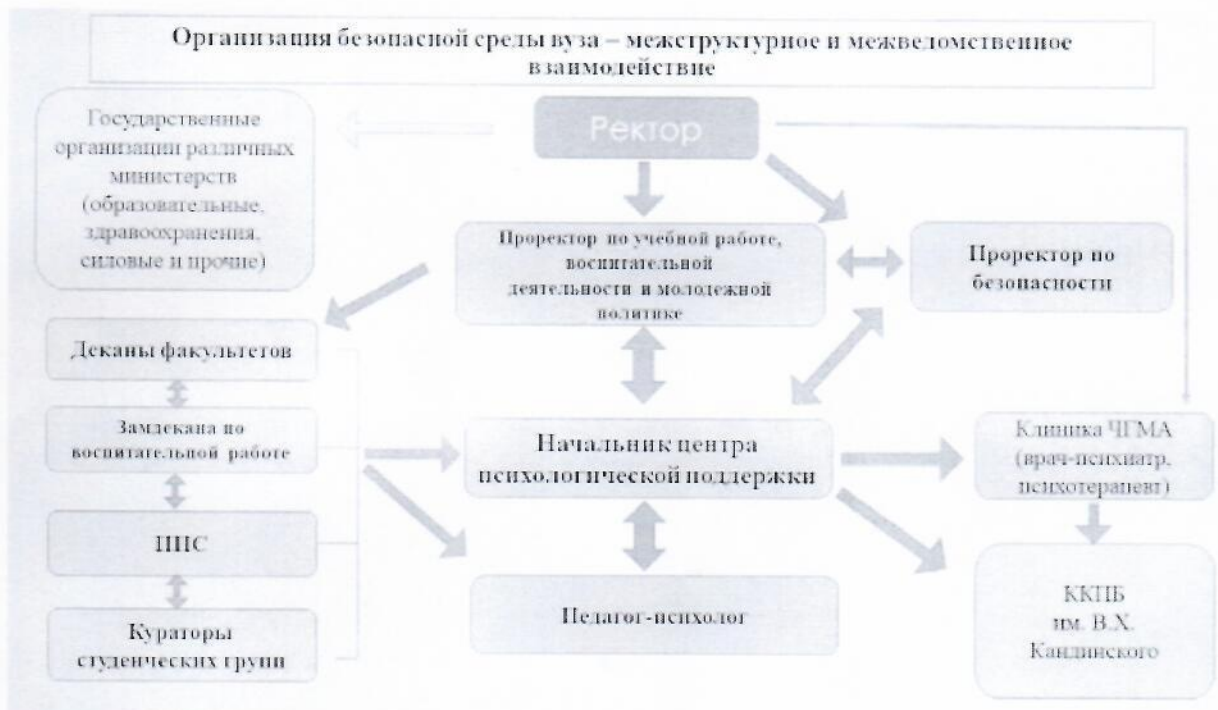 Организация безопасной среды вуза – межструктурное и межведомственное
взаимодействие
Государственные
организации различных
министерств
(образовательные,
здравоохранения,
силовые и прочие)
Ректор
Проректор по учебной работе,
воспитательной
деятельности и молодежной
политике
Проректор по
безопасности
Деканы факультетов
Замдекана по
воспитательной работе
Начальник центра
психологической поддержки
Клиника ЧГМА
(врач-психиатр,
психотерапевт)
ППС
Педагог-психолог
ККПБ
им. В.Х.
Кандинского
Кураторы
студенческих групп